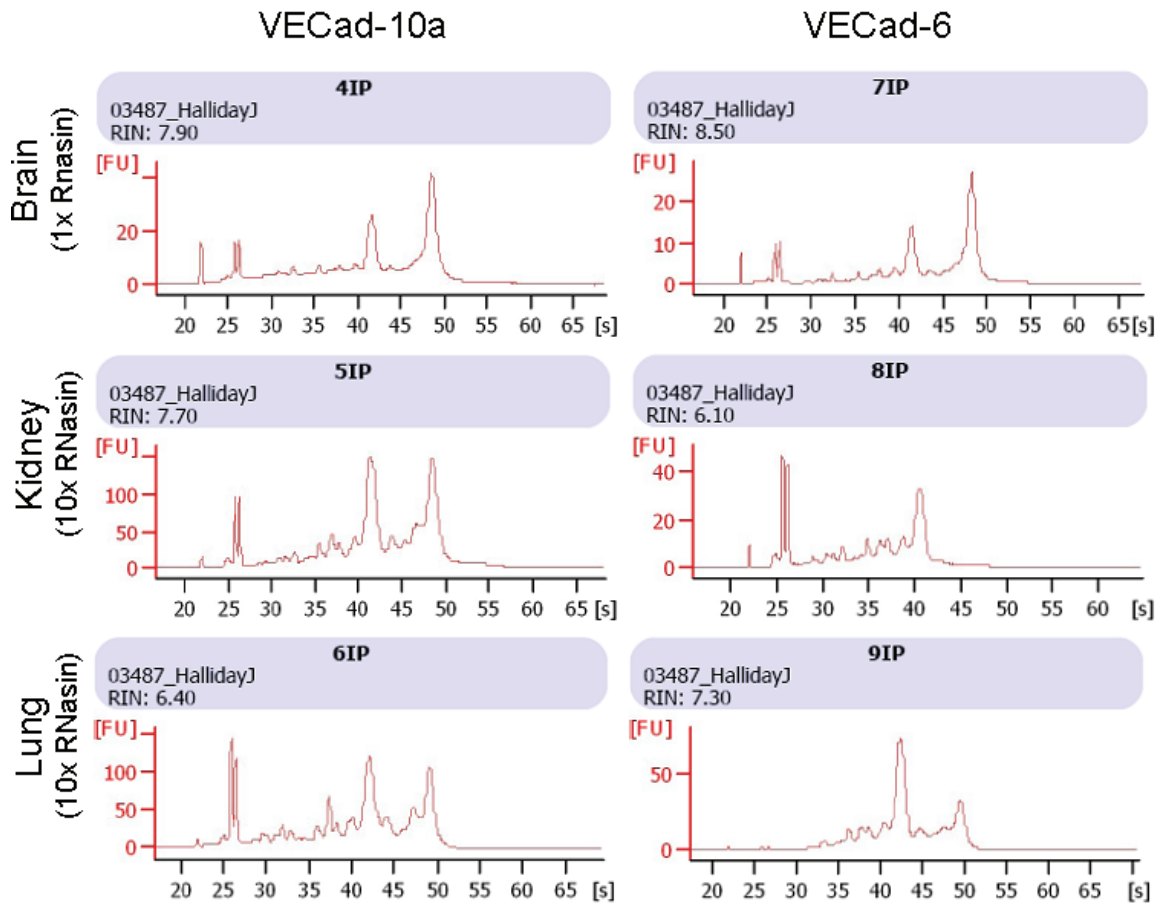 VECad-10a
VECad-6
Brain
(1x Rnasin)
4IP
03487_HallidayJ
RIN: 7.90
[FU]
20
0
20 25 30 35 40 45 50 55 60 65 [s]
7IP
03487_HallidayJ
RIN: 8.50
[FU]
20
10
0
20 25 30 35 40 45 50 55 60 65 [s]
Kidney
(10x RNasin)
5IP
03487_HallidayJ
RIN: 7.70
[FU]
100
50
0
20 25 30 35 40 45 50 55 60 65 [s]
8IP
03487_HallidayJ
RIN: 6.10
[FU]
40
20
0
20 25 30 35 40 45 50 55 60 [s]
Lung
(10x RNasin)
6IP
03487_HallidayJ
RIN: 6.40
[FU]
100
50
0
20 25 30 35 40 45 50 55 60 65 [s]
9IP
03487_HallidayJ
RIN: 7.30
[FU]
50
0
20 25 30 35 40 45 50 55 60 65 [s]